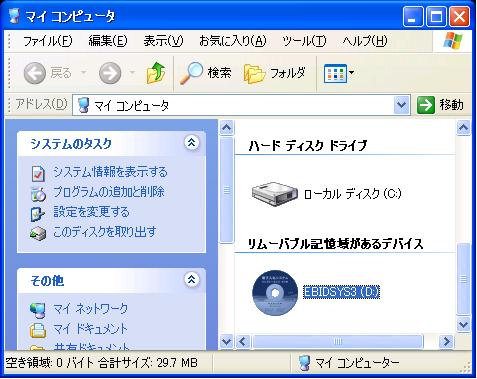 マイ コンピュータ
ファイル(F) 編集(E) 表示(V) お気に入り(A) ツール(T) ヘルプ(H)
戻る 検索 フォルダ
アドレス(D) マイ コンピュータ 移動
システムのタスク
システム情報を表示する
プログラムの追加と削除
設定を変更する
このディスクを取り出す
その他
マイ ネットワーク
マイ ドキュメント
共有ドキュメント
ハード ディスク ドライブ
ローカル ディスク (C:)
リムーバブル記憶域があるデバイス
EBIDSYS3 (D:)
空き領域: 0 バイト 合計サイズ: 29.7 MB マイ コンピューター